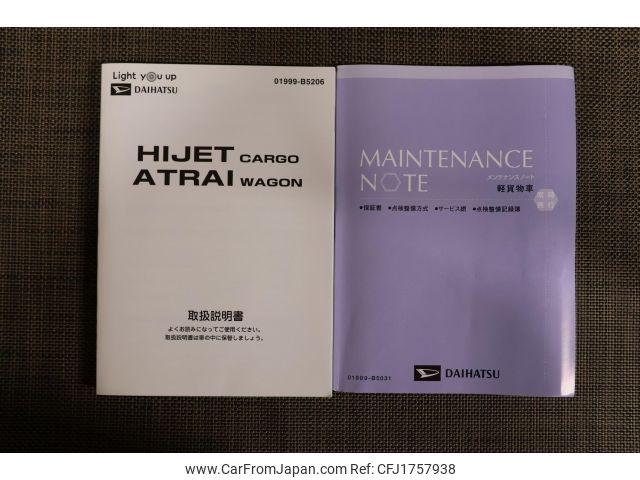 Light you up
DAIHATSU
01999-B5206
HIJET CARGO
ATRAI WAGON
取扱説明書
よくお読みになってご使用ください。
取扱説明書は車の中に保管しましょう。
MAINTENANCE
NOTE
メンテナンスノート
軽貨物車
●保証書 ●点検整備方式 ●サービス網 ●点検整備記録簿
01999-B5031
DAIHATSU
www.CarFromJapan.com | Ref ID:CFJ1757938